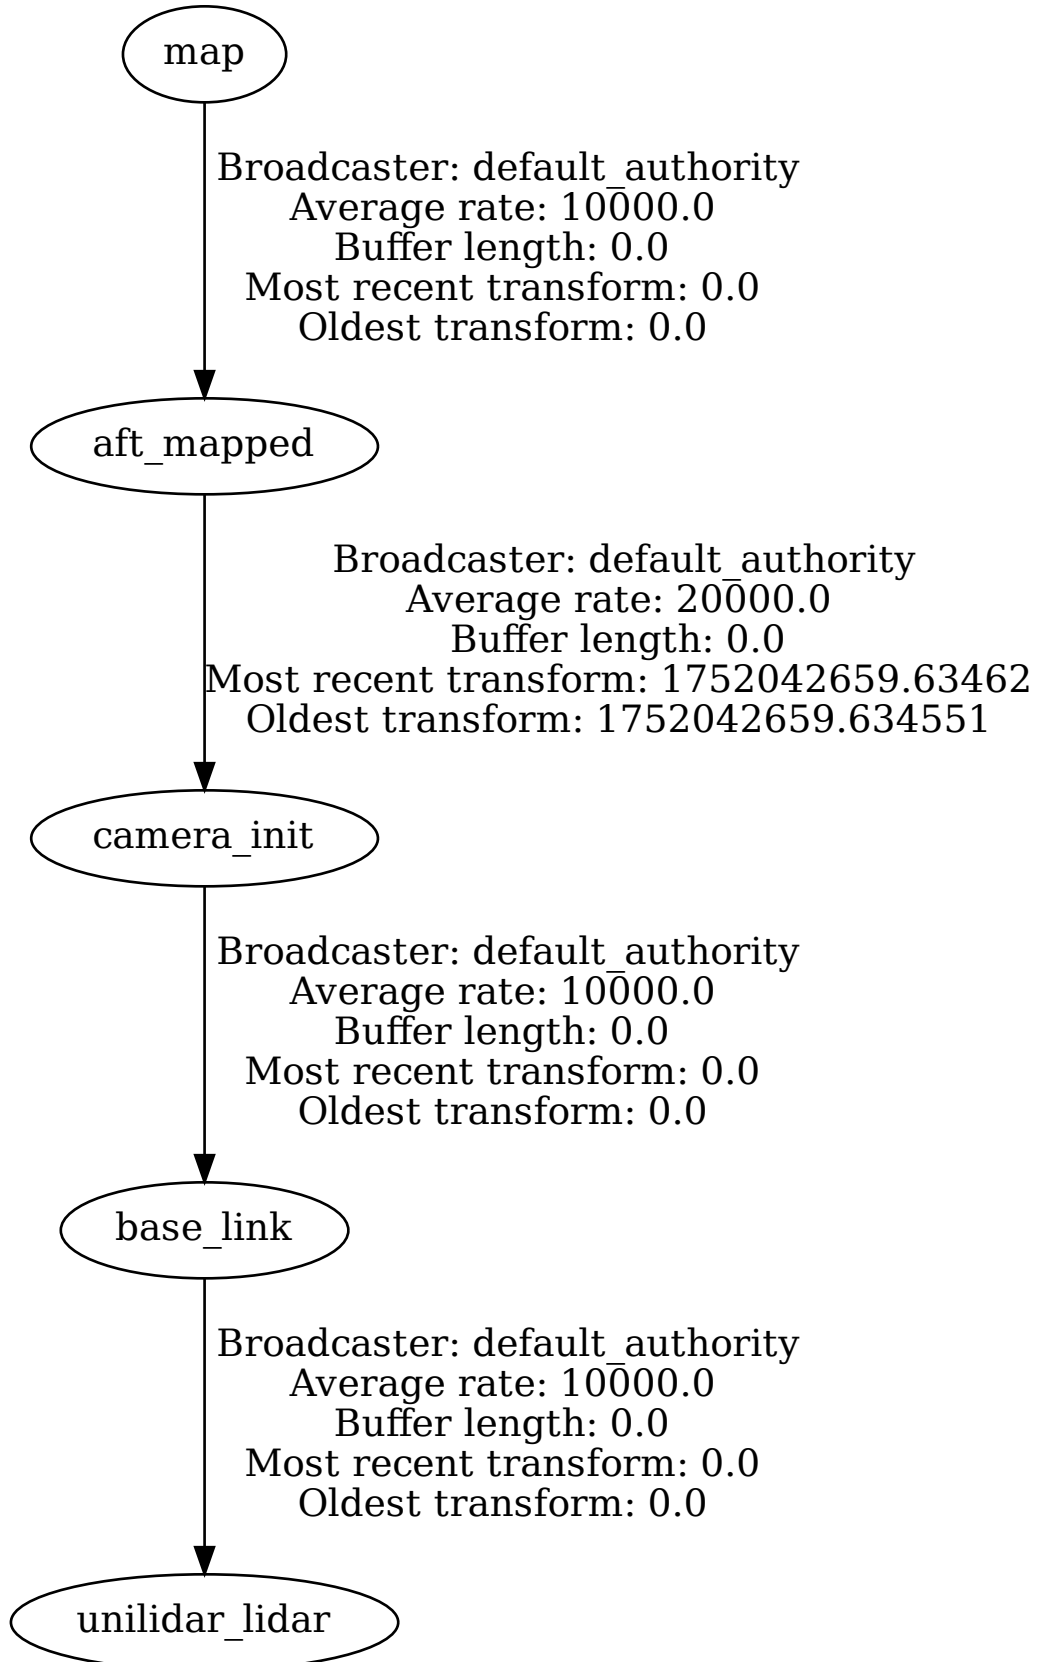 map
Broadcaster: default_authority
Average rate: 10000.0
Buffer length: 0.0
Most recent transform: 0.0
Oldest transform: 0.0
aft_mapped
Broadcaster: default_authority
Average rate: 20000.0
Buffer length: 0.0
Most recent transform: 1752042659.63462
Oldest transform: 1752042659.634551
camera_init
Broadcaster: default_authority
Average rate: 10000.0
Buffer length: 0.0
Most recent transform: 0.0
Oldest transform: 0.0
base_link
Broadcaster: default_authority
Average rate: 10000.0
Buffer length: 0.0
Most recent transform: 0.0
Oldest transform: 0.0
unilidar_lidar